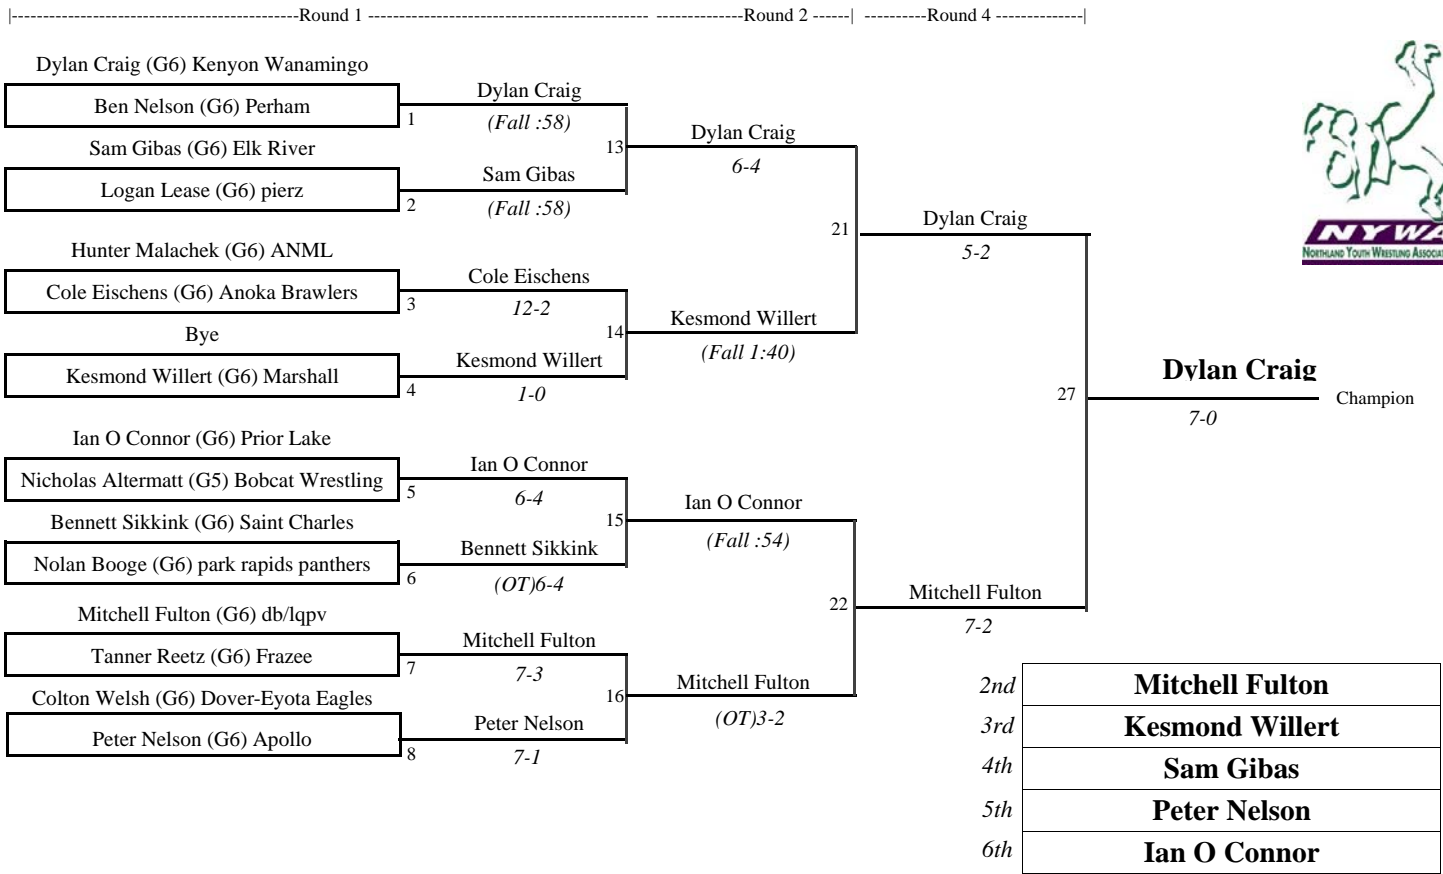 |----------------------------------------------Round 1 --------------------------------------------- --------------Round 2 ------| ----------Round 4 --------------|
Dylan Craig (G6) Kenyon Wanamingo
Ben Nelson (G6) Perham
1
Dylan Craig
(Fall :58)
Sam Gibas (G6) Elk River
Logan Lease (G6) pierz
2
Sam Gibas
(Fall :58)
13
Dylan Craig
6-4
Hunter Malachek (G6) ANML
Cole Eischens (G6) Anoka Brawlers
3
Cole Eischens
12-2
Bye
Kesmond Willert (G6) Marshall
4
Kesmond Willert
1-0
14
Kesmond Willert
(Fall 1:40)
21
Dylan Craig
5-2
Ian O Connor (G6) Prior Lake
Nicholas Altermatt (G5) Bobcat Wrestling
5
Ian O Connor
6-4
Bennett Sikkink (G6) Saint Charles
Nolan Booge (G6) park rapids panthers
6
Bennett Sikkink
(OT)6-4
15
Ian O Connor
(Fall :54)
Mitchell Fulton (G6) db/lqpv
Tanner Reetz (G6) Frazee
7
Mitchell Fulton
7-3
Colton Welsh (G6) Dover-Eyota Eagles
Peter Nelson (G6) Apollo
8
Peter Nelson
7-1
16
Mitchell Fulton
(OT)3-2
22
Mitchell Fulton
7-2
27
Dylan Craig
Champion
7-0
NYWA
NORTHLAND YOUTH WRESTLING ASSOCIAT
2nd Mitchell Fulton
3rd Kesmond Willert
4th Sam Gibas
5th Peter Nelson
6th Ian O Connor